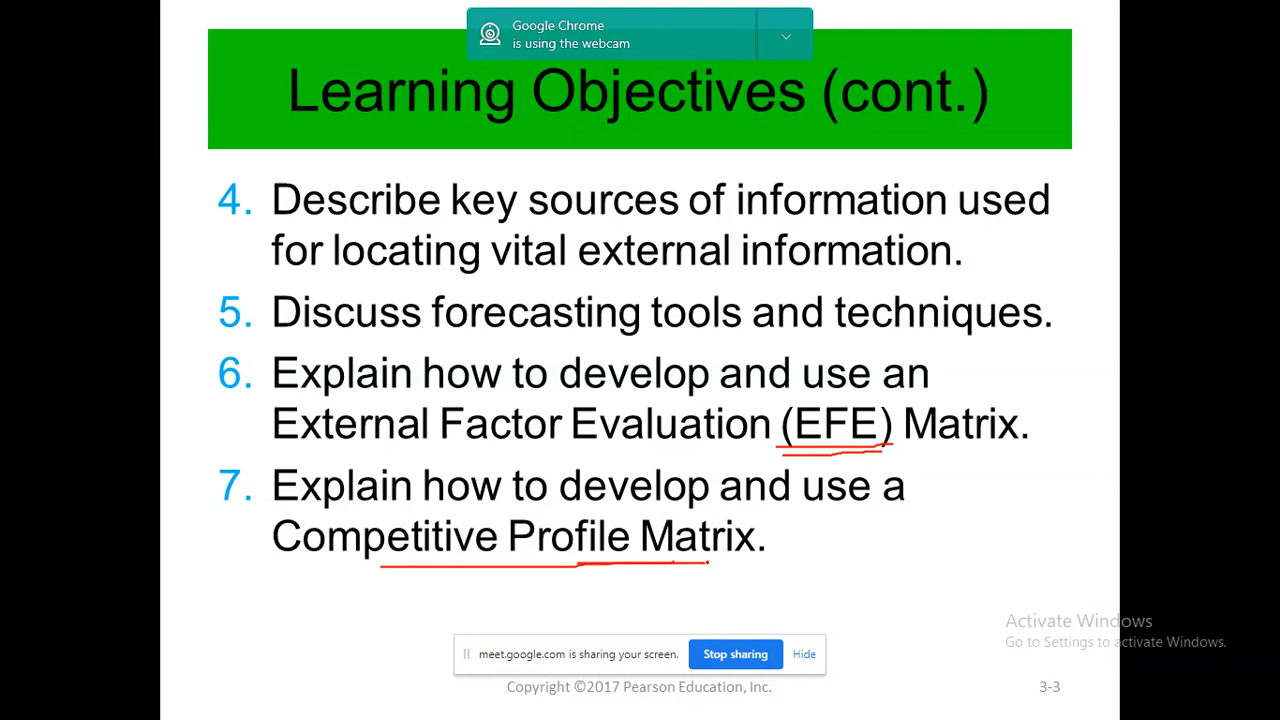 Google Chrome
is using the webcam
Learning Objectives (cont.)
4. Describe key sources of information used
for locating vital external information.
5. Discuss forecasting tools and techniques.
6. Explain how to develop and use an
External Factor Evaluation (EFE) Matrix.
7. Explain how to develop and use a
Competitive Profile Matrix.
Activate Windows
Go to Settings to activate Windows.
meet.google.com is sharing your screen. Stop sharing Hide
Copyright ©2017 Pearson Education, Inc. 3-3